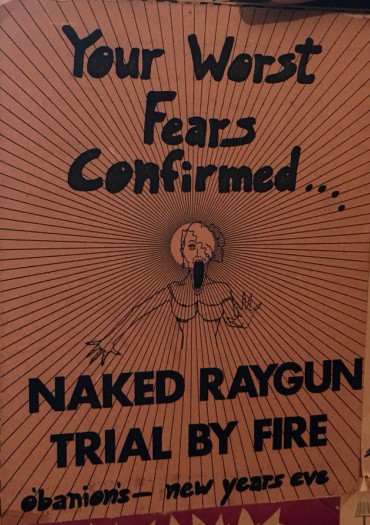 Your Worst
Fears
Confirmed....
NAKED RAYGUN
TRIAL BY FIRE
o'banion's — new years eve